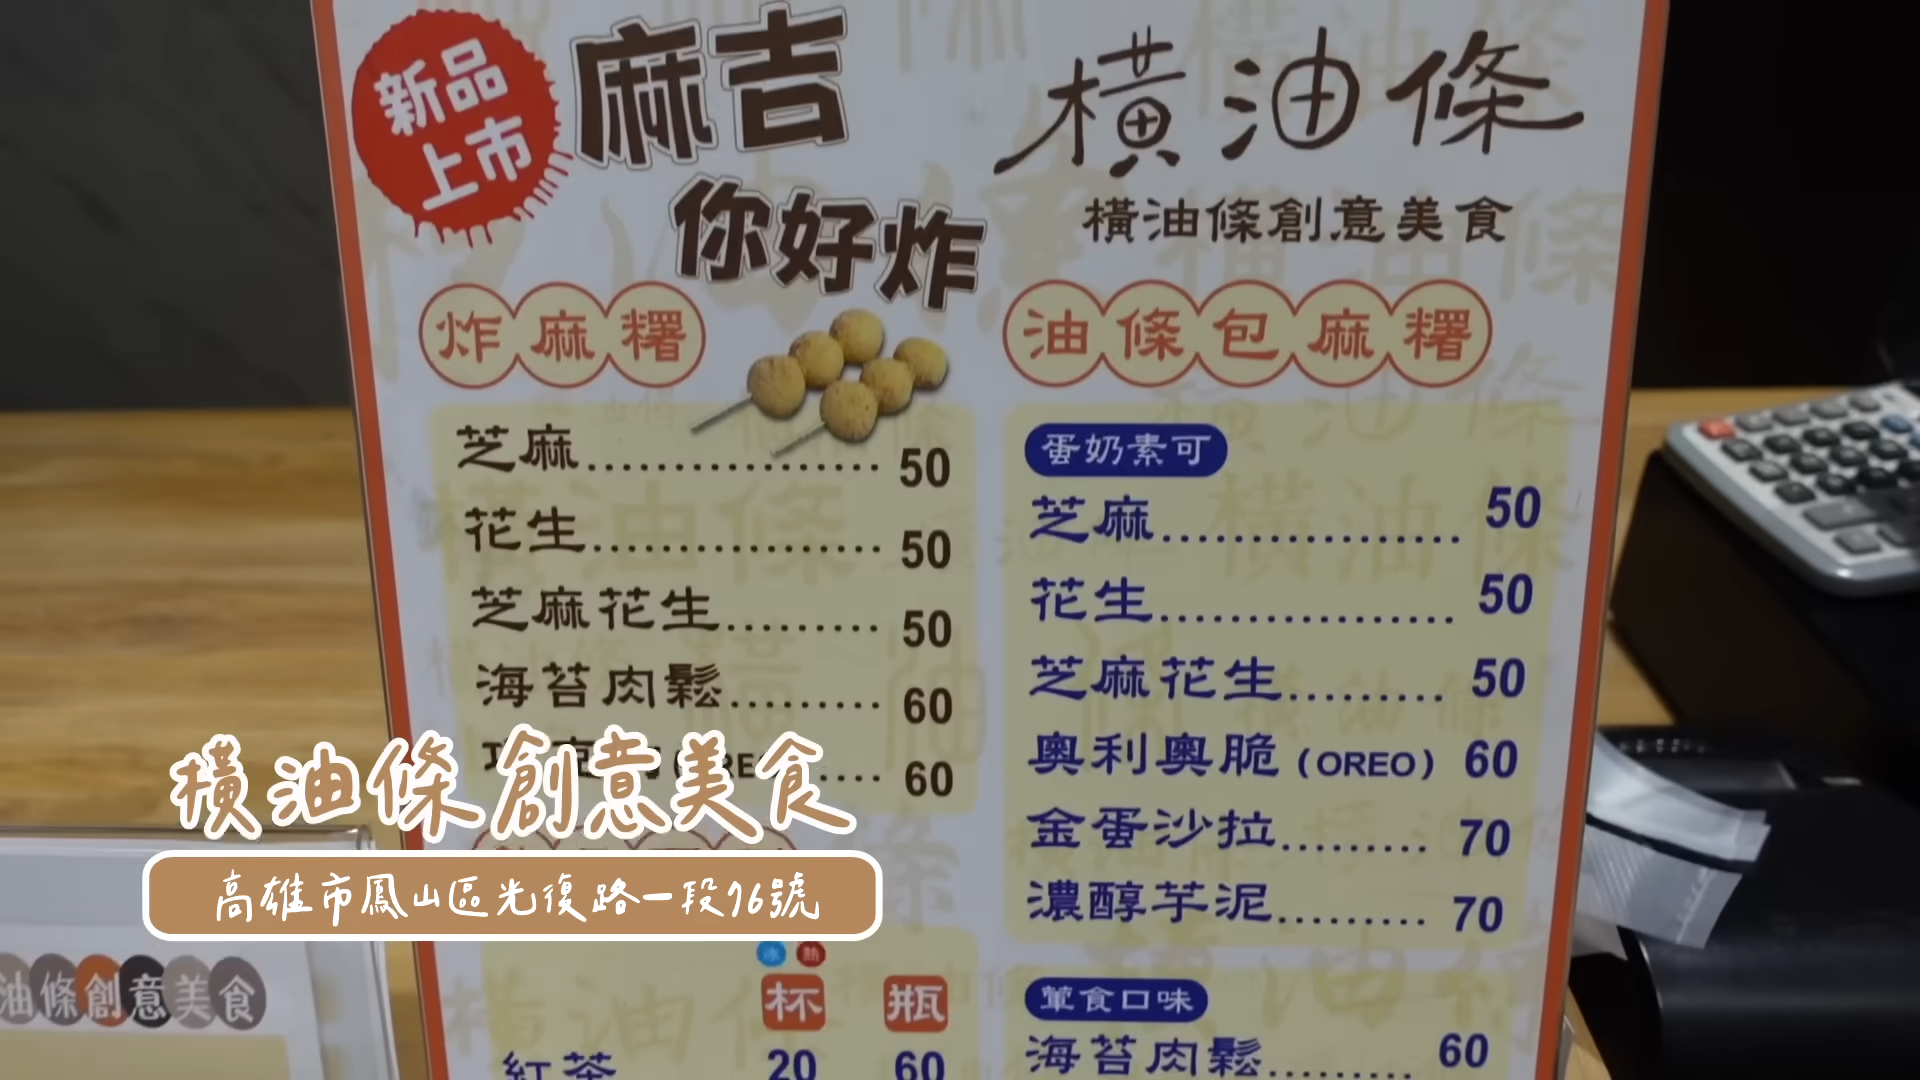 新品
上市
麻吉
你好炸
橫油條
橫油條創意美食
炸麻糬
芝麻 50
花生 50
芝麻花生 50
海苔肉鬆 60
60
油條包麻糬
蛋奶素可
芝麻 50
花生 50
芝麻花生 50
奧利奧脆(OREO) 60
金蛋沙拉 70
濃醇芋泥 70
葷食口味
海苔肉鬆 60
冰 熱
杯 瓶
紅茶 20 60
橫油條創意美食
高雄市鳳山區光復路一段76號
油條創意美食